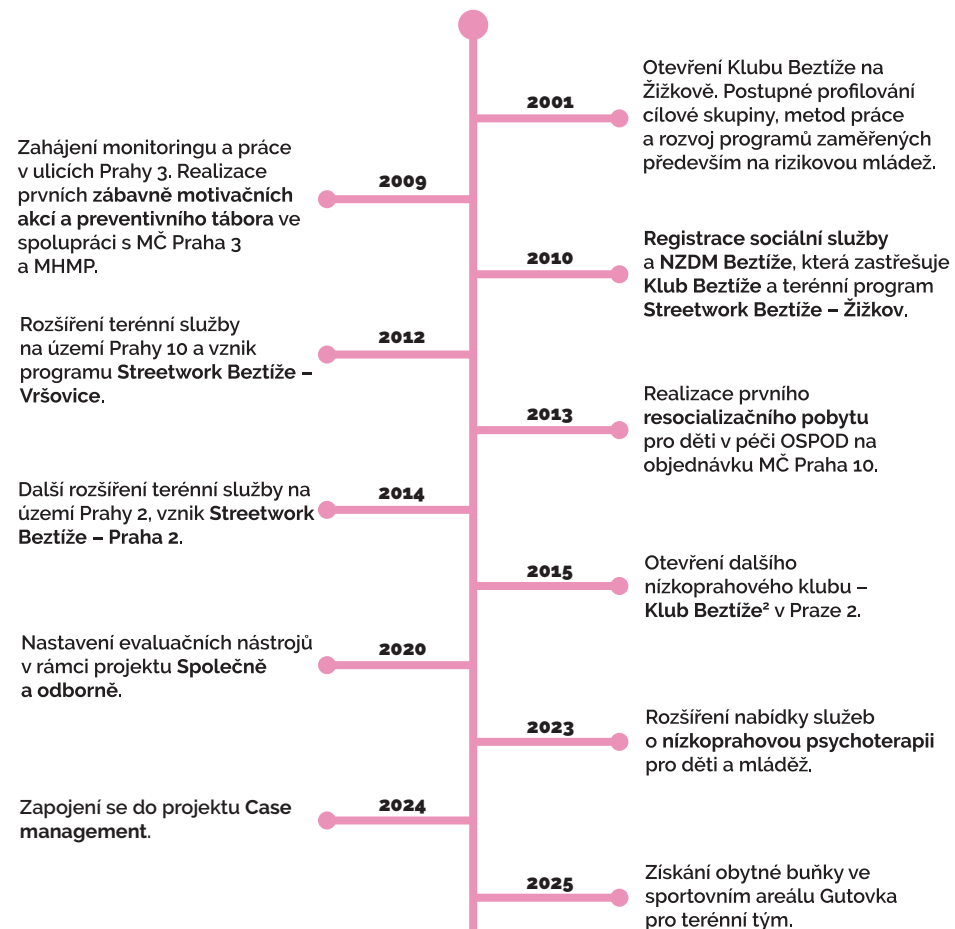 2001
Otevření Klubu Beztíže na
Žižkově. Postupné profilování
cílové skupiny, metod práce
a rozvoj programů zaměřených
především na rizikovou mládež.
2009
Zahájení monitoringu a práce
v ulicích Prahy 3. Realizace
prvních zábavně motivačních
akcí a preventivního tábora ve
spolupráci s MČ Praha 3
a MHMP.
2010
Registrace sociální služby
a NZDM Beztíže, která zastřešuje
Klub Beztíže a terénní program
Streetwork Beztíže – Žižkov.
2012
Rozšíření terénní služby
na území Prahy 10 a vznik
programu Streetwork Beztíže –
Vršovice.
2013
Realizace prvního
resocializačního pobytu
pro děti v péči OSPOD na
objednávku MČ Praha 10.
2014
Další rozšíření terénní služby na
území Prahy 2, vznik Streetwork
Beztíže – Praha 2.
2015
Otevření dalšího
nízkoprahového klubu –
Klub Beztíže² v Praze 2.
2020
Nastavení evaluačních nástrojů
v rámci projektu Společně
a odborně.
2023
Rozšíření nabídky služeb
o nízkoprahovou psychoterapii
pro děti a mláděž.
2024
Zapojení se do projektu Case
management.
2025
Získání obytné buňky ve
sportovním areálu Gutovka
pro terénní tým.